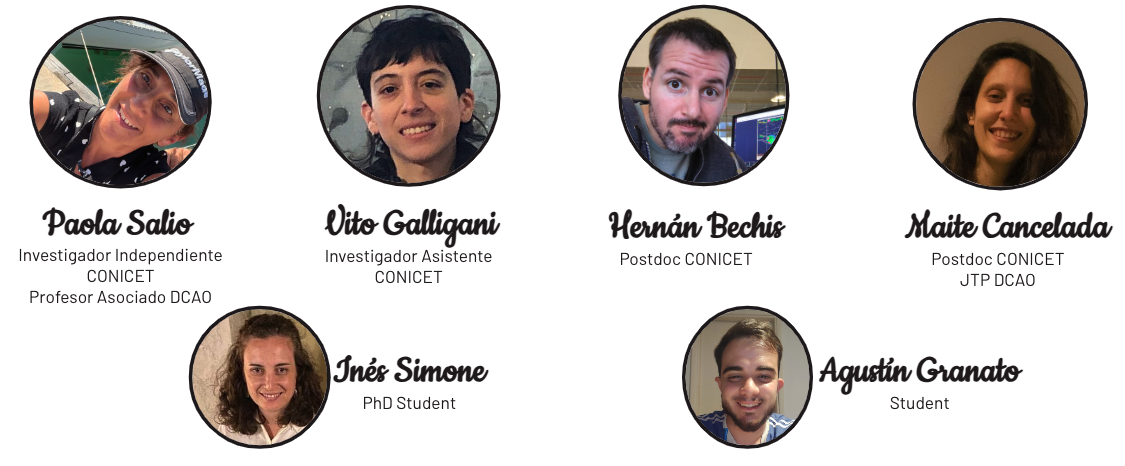 Paola Salio
Investigador Independiente
CONICET
Profesor Asociado DCAO
Vito Galligani
Investigador Asistente
CONICET
Hernán Bechis
Postdoc CONICET
Maite Cancelada
Postdoc CONICET
JTP DCAO
Inés Simone
PhD Student
Agustín Granato
Student